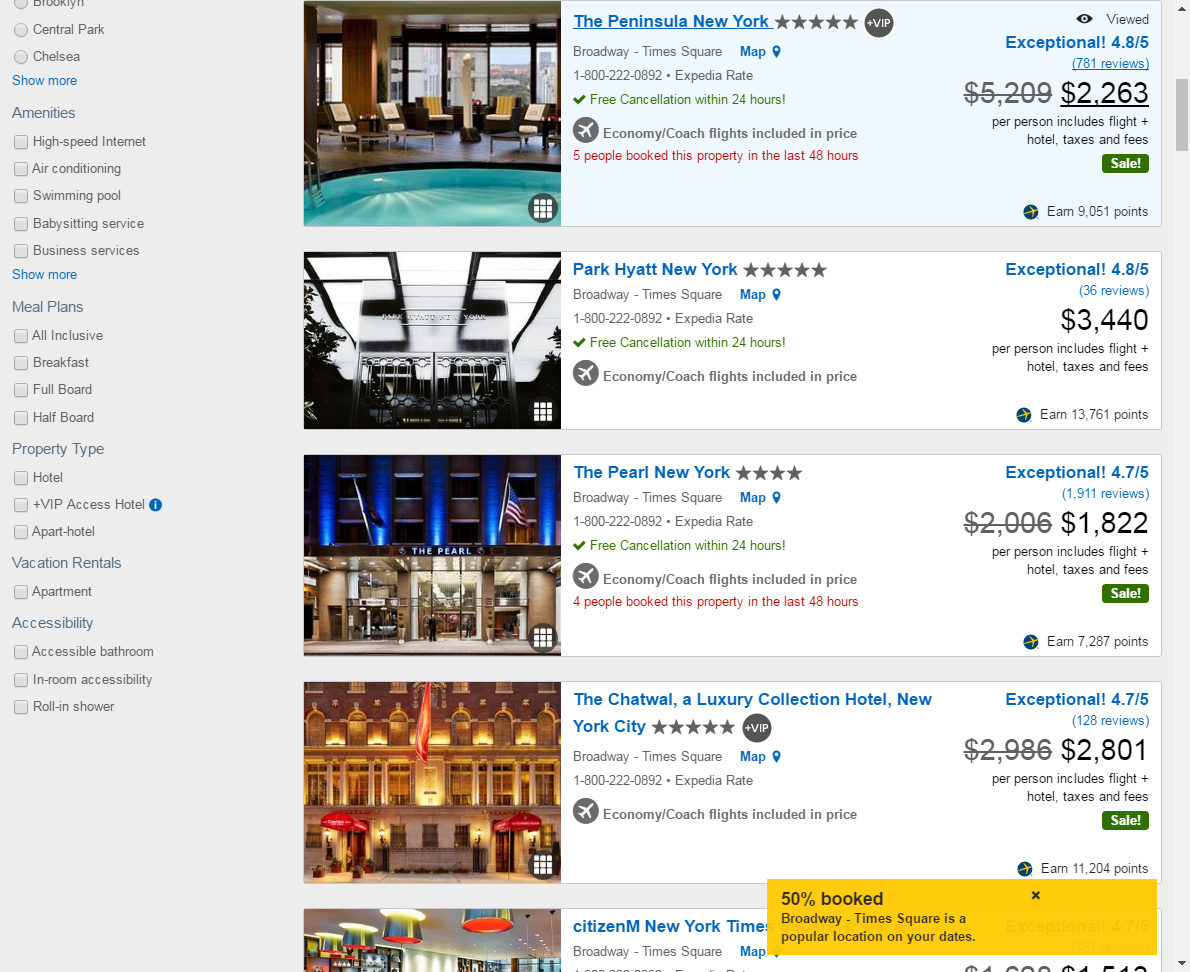 Brooklyn
Central Park
Chelsea
Show more
Amenities
High-speed Internet
Air conditioning
Swimming pool
Babysitting service
Business services
Show more
Meal Plans
All Inclusive
Breakfast
Full Board
Half Board
Property Type
Hotel
+VIP Access Hotel i
Apart-hotel
Vacation Rentals
Apartment
Accessibility
Accessible bathroom
In-room accessibility
Roll-in shower
The Peninsula New York +VIP
Broadway - Times Square Map
1-800-222-0892 • Expedia Rate
Free Cancellation within 24 hours!
Economy/Coach flights included in price
5 people booked this property in the last 48 hours
Viewed
Exceptional! 4.8/5
(781 reviews)
$5,209 $2,263
per person includes flight +
hotel, taxes and fees
Sale!
Earn 9,051 points
PARK HYATT NEW YORK
Park Hyatt New York
Broadway - Times Square Map
1-800-222-0892 • Expedia Rate
Free Cancellation within 24 hours!
Economy/Coach flights included in price
Exceptional! 4.8/5
(36 reviews)
$3,440
per person includes flight +
hotel, taxes and fees
Earn 13,761 points
THE PEARL
The Pearl New York
Broadway - Times Square Map
1-800-222-0892 • Expedia Rate
Free Cancellation within 24 hours!
Economy/Coach flights included in price
4 people booked this property in the last 48 hours
Exceptional! 4.7/5
(1,911 reviews)
$2,006 $1,822
per person includes flight +
hotel, taxes and fees
Sale!
Earn 7,287 points
The Chatwal, a Luxury Collection Hotel, New
York City +VIP
Broadway - Times Square Map
1-800-222-0892 • Expedia Rate
Economy/Coach flights included in price
Exceptional! 4.7/5
(128 reviews)
$2,986 $2,801
per person includes flight +
hotel, taxes and fees
Sale!
Earn 11,204 points
citizenM New York Times Square
Broadway - Times Square Map
Exceptional! 4.7/5
(787 reviews)
50% booked
Broadway - Times Square is a
popular location on your dates.